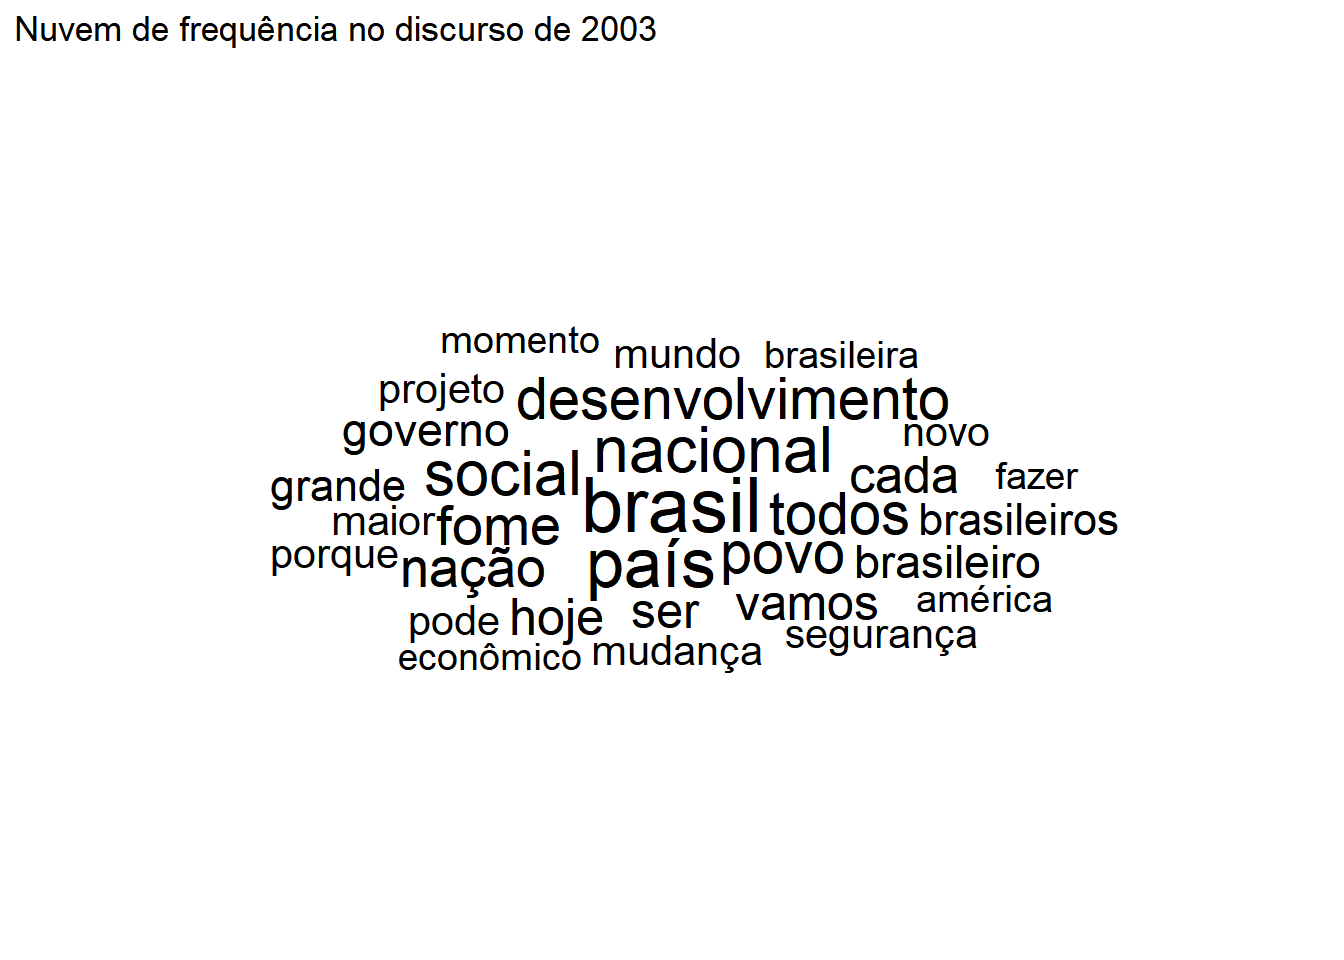 Nuvem de frequência no discurso de 2003
momento mundo brasileira
projeto desenvolvimento
governo nacional novo
grande social cada fazer
maior fome brasil todos brasileiros
porque nação país povo brasileiro
pode hoje ser vamos américa
econômico mudança segurança